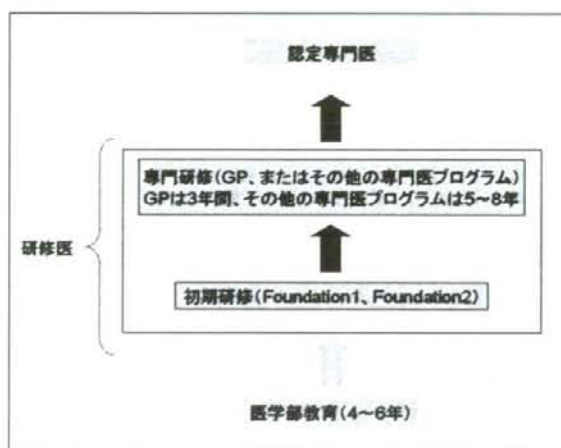 認定専門医
専門研修(GP、またはその他の専門医プログラム)
GPは3年間、その他の専門医プログラムは5~8年
研修医
初期研修(Foundation1、Foundation2)
医学部教育(4~6年)